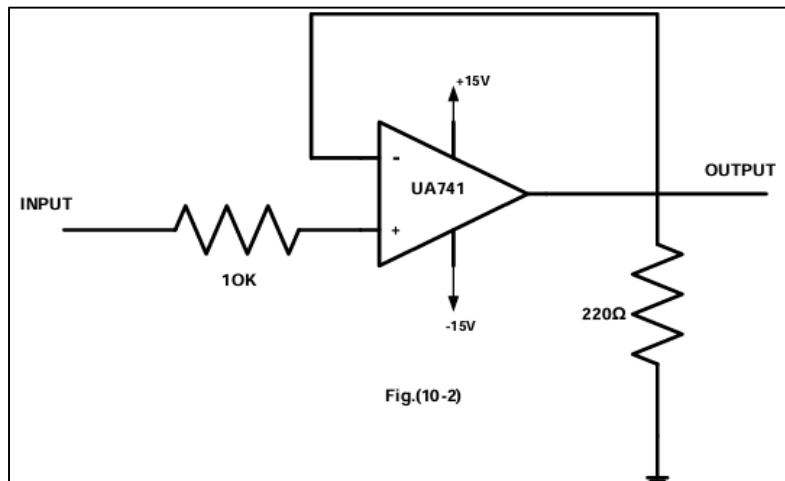 +15V
-
UA741
OUTPUT
INPUT
+
1OK
-15V
220Ω
Fig.(10-2)